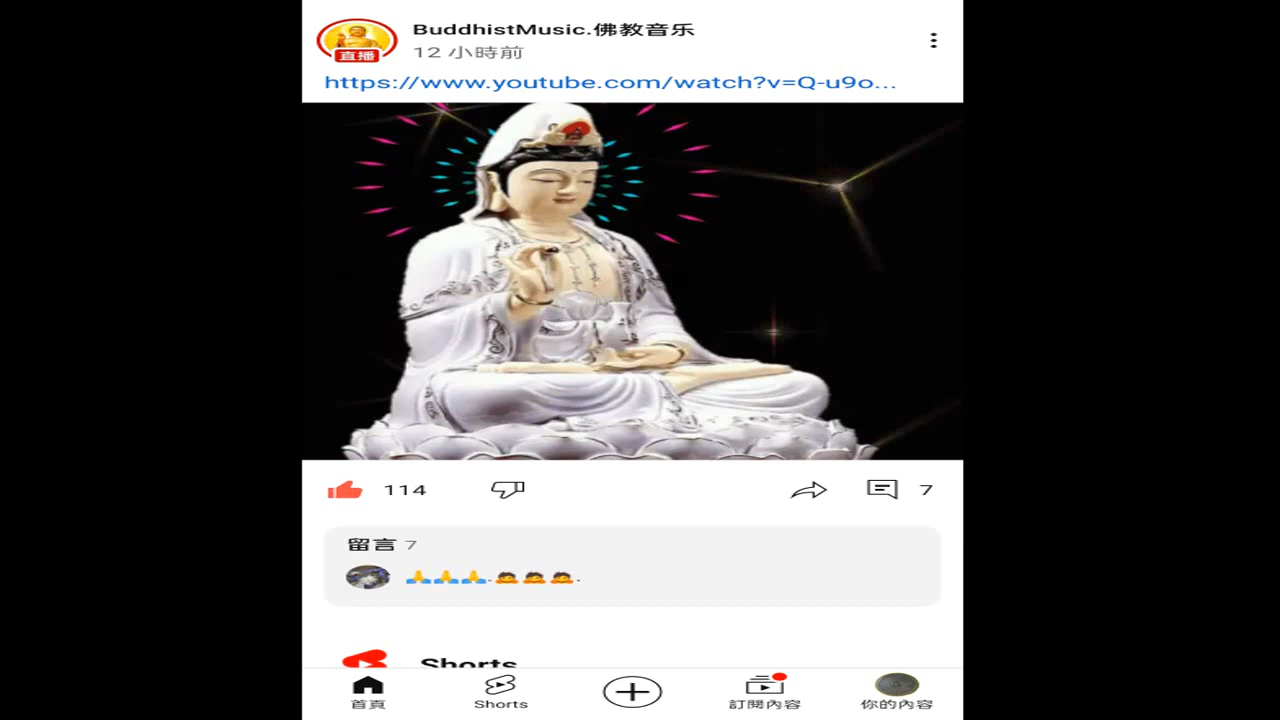 BuddhistMusic.佛教音乐
直播
12 小時前
https://www.youtube.com/watch?v=Q-u9o...
114
7
留言 7
Shorts
首頁
Shorts
訂閱內容
你的內容